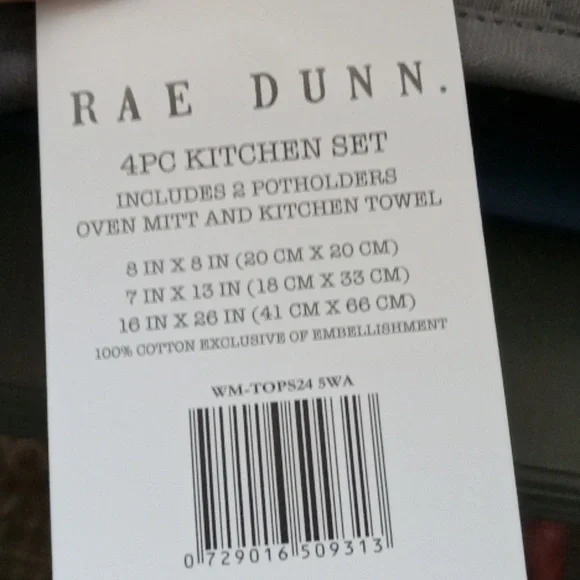 RAE DUNN.
4PC KITCHEN SET
INCLUDES 2 POTHOLDERS
OVEN MITT AND KITCHEN TOWEL
8 IN X 8 IN (20 CM X 20 CM)
7 IN X 13 IN (18 CM X 33 CM)
16 IN X 26 IN (41 CM X 66 CM)
100% COTTON EXCLUSIVE OF EMBELLISHMENT
WM-TOPS24 5WA
0 729016 509313